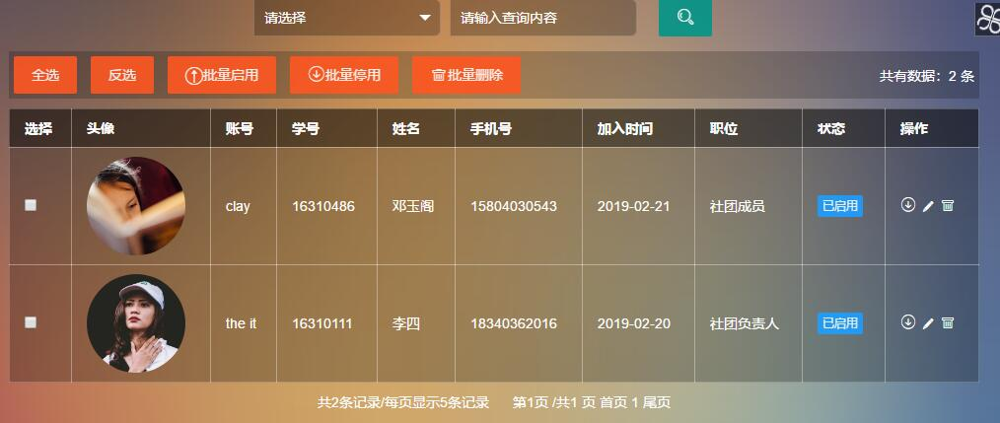 请选择 请输入查询内容
全选 反选 批量启用 批量停用 批量删除 共有数据：2 条
选择 头像 账号 学号 姓名 手机号 加入时间 职位 状态 操作
clay 16310486 邓玉阁 15804030543 2019-02-21 社团成员 已启用
the it 16310111 李四 18340362016 2019-02-20 社团负责人 已启用
共2条记录/每页显示5条记录 第1页 /共1 页 首页 1 尾页